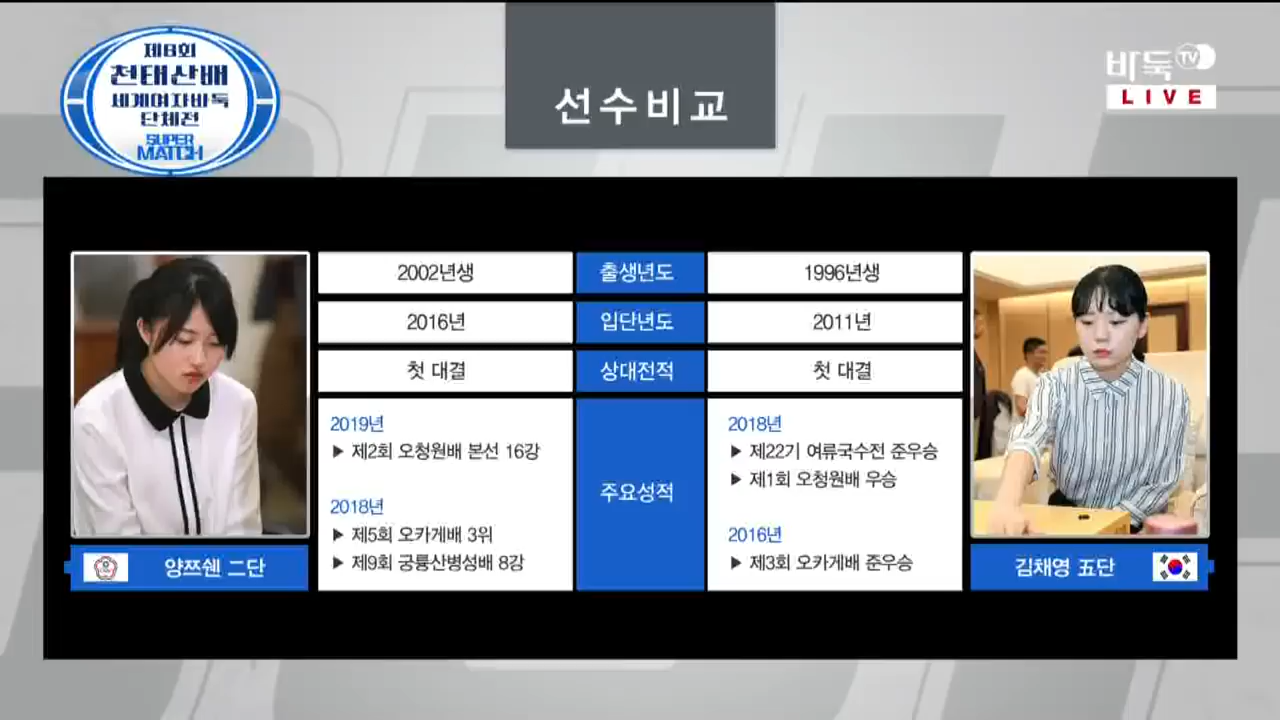 제8회
천태산배
세계여자바둑
단체전
SUPER
MATCH
선수비교
바둑 TV
LIVE
2002년생 출생년도 1996년생
2016년 입단년도 2011년
첫 대결 상대전적 첫 대결
주요성적
2019년
▶ 제2회 오청원배 본선 16강
2018년
▶ 제5회 오카게배 3위
▶ 제9회 궁륭산병성배 8강
2018년
▶ 제22기 여류국수전 준우승
▶ 제1회 오청원배 우승
2016년
▶ 제3회 오카게배 준우승
양쯔쉔 二단
김채영 五단